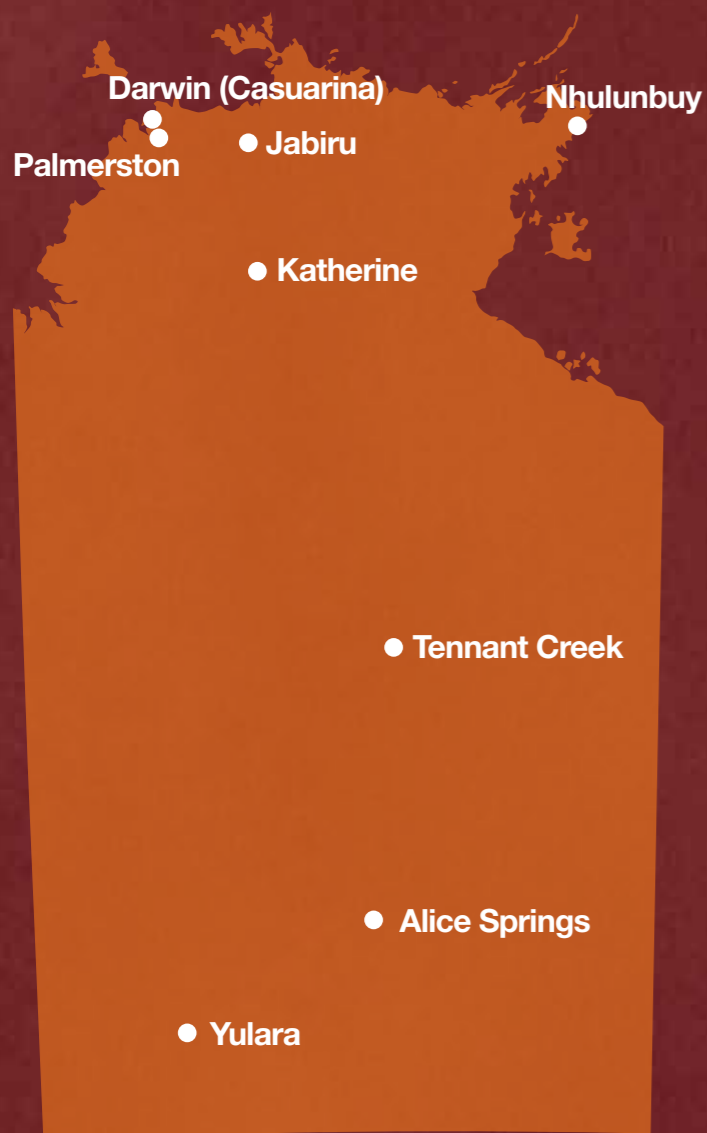 Darwin (Casuarina)
Nhulunbuy
Jabiru
Palmerston
Katherine
Tennant Creek
Alice Springs
Yulara